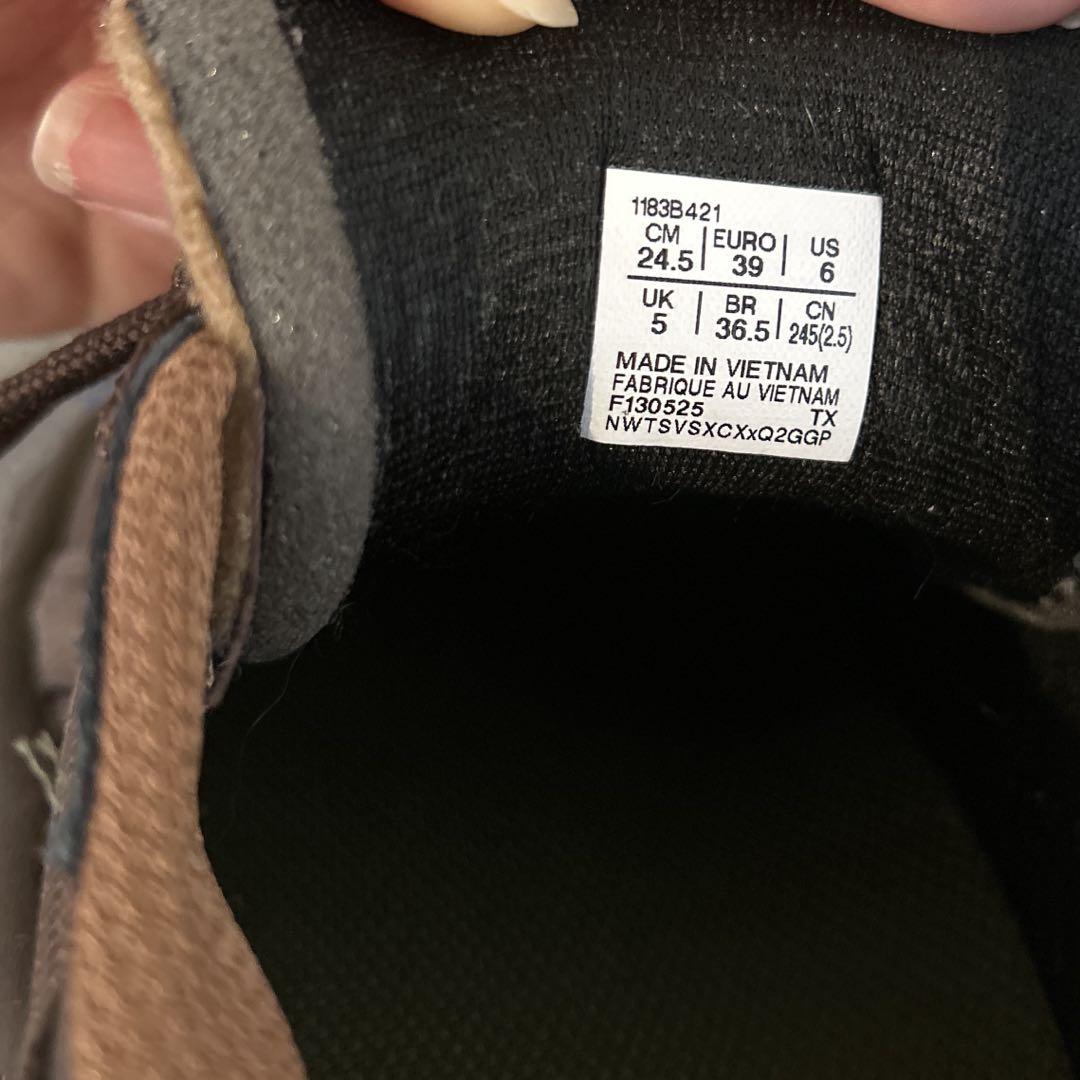 1183B421
CM | EURO | US
24.5 | 39 | 6
UK | BR | CN
5 | 36.5 | 245(2.5)
MADE IN VIETNAM
FABRIQUE AU VIETNAM
F130525 TX
NWTSVSXCXxQ2GGP